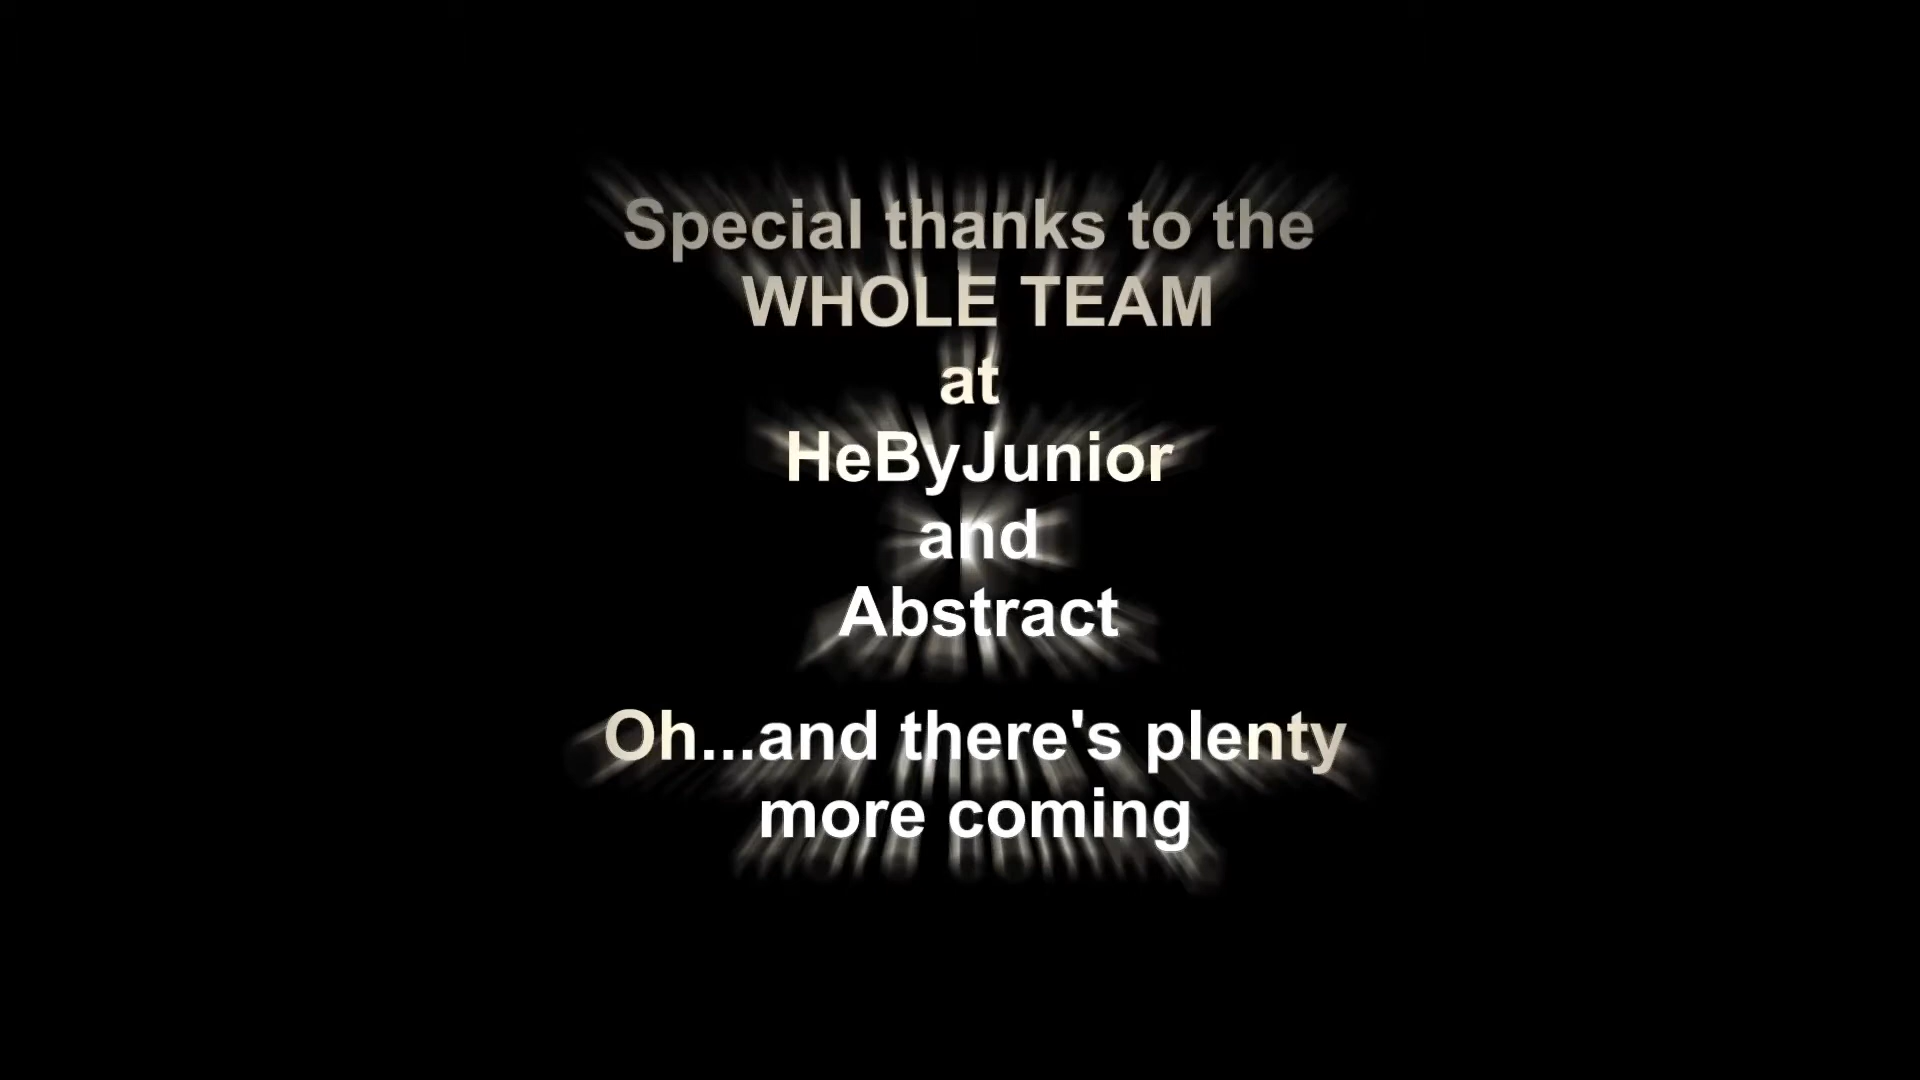 Special thanks to the
WHOLE TEAM
at
HeByJunior
and
Abstract
Oh...and there's plenty
more coming